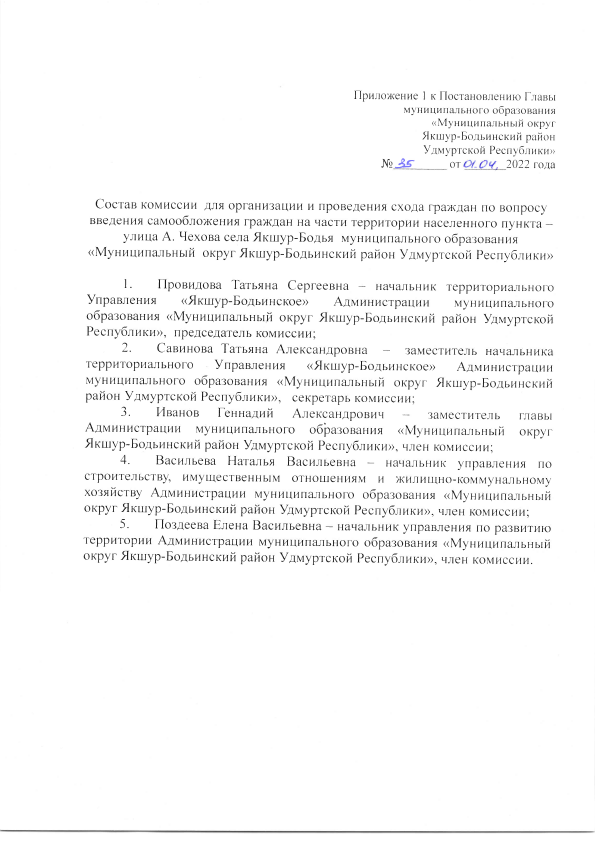 Приложение 1 к Постановлению Главы
муниципального образования
«Муниципальный округ
Якшур-Бодьинский район
Удмуртской Республики»
№ 35 от 01.04. 2022 года
Состав комиссии для организации и проведения схода граждан по вопросу
введения самообложения граждан на части территории населенного пункта –
улица А. Чехова села Якшур-Бодья муниципального образования
«Муниципальный округ Якшур-Бодьинский район Удмуртской Республики»
1. Провидова Татьяна Сергеевна – начальник территориального
Управления «Якшур-Бодьинское» Администрации муниципального
образования «Муниципальный округ Якшур-Бодьинский район Удмуртской
Республики», председатель комиссии;
2. Савинова Татьяна Александровна – заместитель начальника
территориального Управления «Якшур-Бодьинское» Администрации
муниципального образования «Муниципальный округ Якшур-Бодьинский
район Удмуртской Республики», секретарь комиссии;
3. Иванов Геннадий Александрович – заместитель главы
Администрации муниципального образования «Муниципальный округ
Якшур-Бодьинский район Удмуртской Республики», член комиссии;
4. Васильева Наталья Васильевна – начальник управления по
строительству, имущественным отношениям и жилищно-коммунальному
хозяйству Администрации муниципального образования «Муниципальный
округ Якшур-Бодьинский район Удмуртской Республики», член комиссии;
5. Поздеева Елена Васильевна – начальник управления по развитию
территории Администрации муниципального образования «Муниципальный
округ Якшур-Бодьинский район Удмуртской Республики», член комиссии.